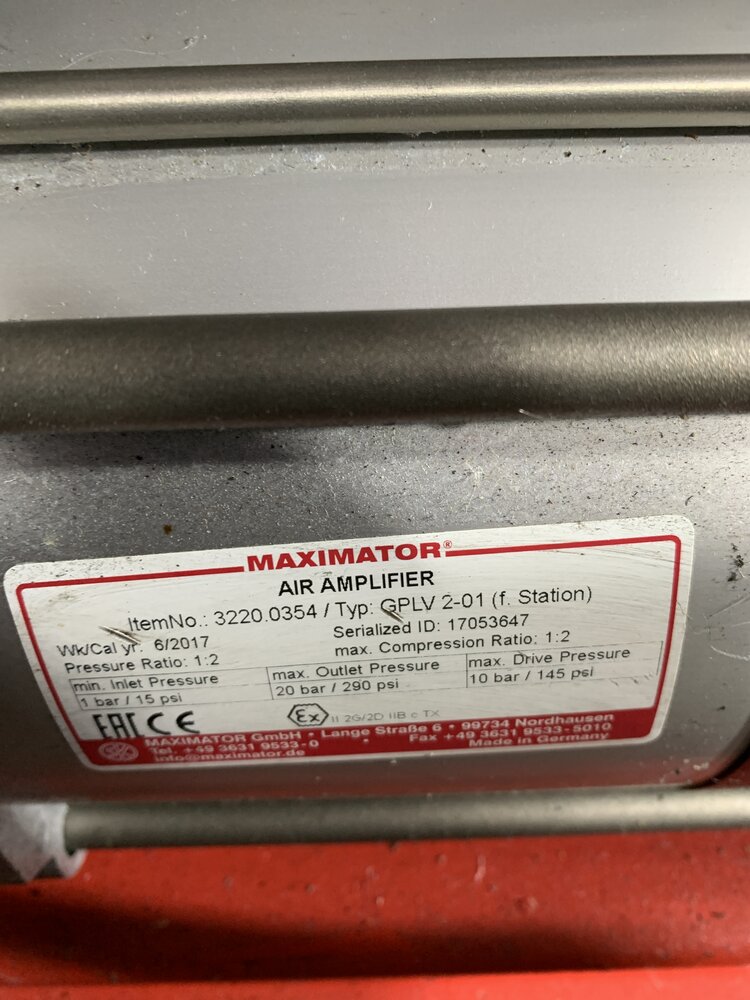 MAXIMATOR®
AIR AMPLIFIER
ItemNo.: 3220.0354 / Typ: GPLV 2-01 (f. Station)
Wk/Cal yr. 6/2017 Serialized ID: 17053647
Pressure Ratio: 1:2 max. Compression Ratio: 1:2
min. Inlet Pressure max. Outlet Pressure max. Drive Pressure
1 bar / 15 psi 20 bar / 290 psi 10 bar / 145 psi
EAC CE Ex II 2G/2D IIB c TX
MAXIMATOR GmbH • Lange Straße 6 • 99734 Nordhausen
Tel. +49 3631 9533-0 • Fax +49 3631 9533-5010
info@maximator.de Made in Germany